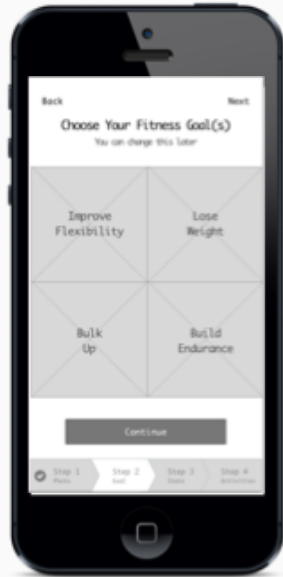 Back Next
Choose Your Fitness Goal(s)
You can change this later
Improve Lose
Flexibility Weight
Bulk Build
Up Endurance
Continue
Step 1 Step 2 Step 3 Step 4
Goal